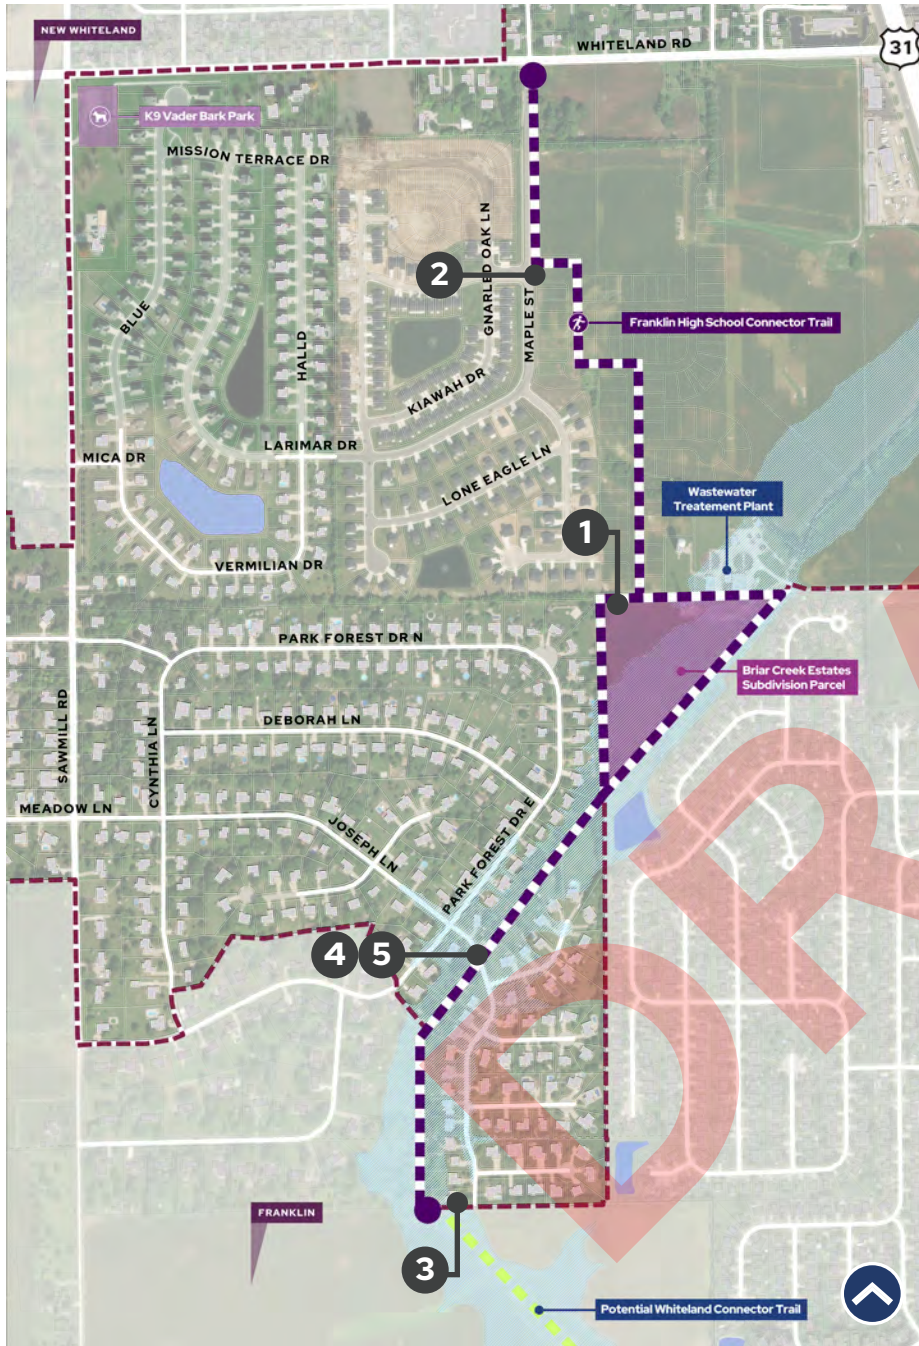 NEW WHITELAND
WHITELAND RD
31
K9 Vader Bark Park
MISSION TERRACE DR
GNARLED OAK LN
2
MAPLE ST
BLUE
HALLD
Franklin High School Connector Trail
KIAWAH DR
LARIMAR DR
MICA DR
LONE EAGLE LN
Wastewater
Treatement Plant
1
VERMILIAN DR
PARK FOREST DR N
Briar Creek Estates
Subdivision Parcel
SAWMILL RD
CYNTHIA LN
DEBORAH LN
MEADOW LN
JOSEPH LN
PARK FOREST DR E
4
5
FRANKLIN
3
Potential Whiteland Connector Trail